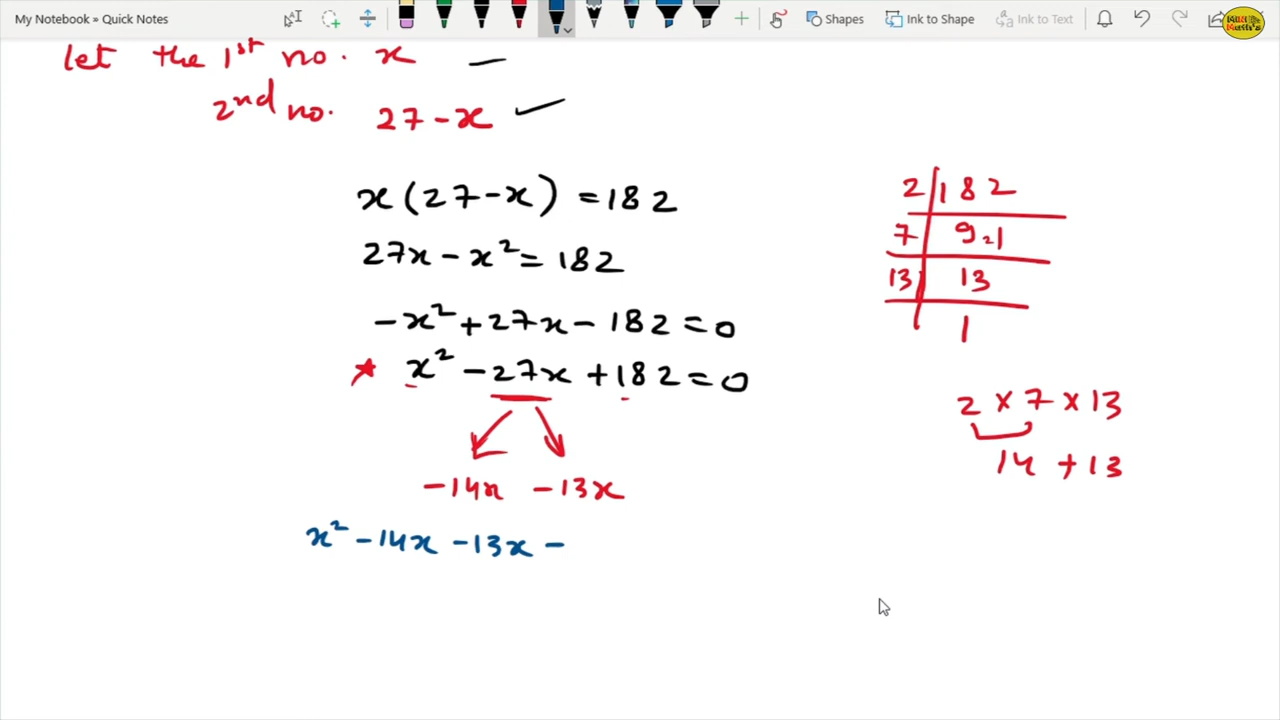 My Notebook » Quick Notes
Shapes
Ink to Shape
Ink to Text
let the 1st no. x
2nd no. 27-x
x(27-x) = 182
27x - x² = 182
-x² + 27x - 182 = 0
x² - 27x + 182 = 0
-14x -13x
x² - 14x - 13x -
2 | 182
7 | 91
13 | 13
1
2 x 7 x 13
14 + 13